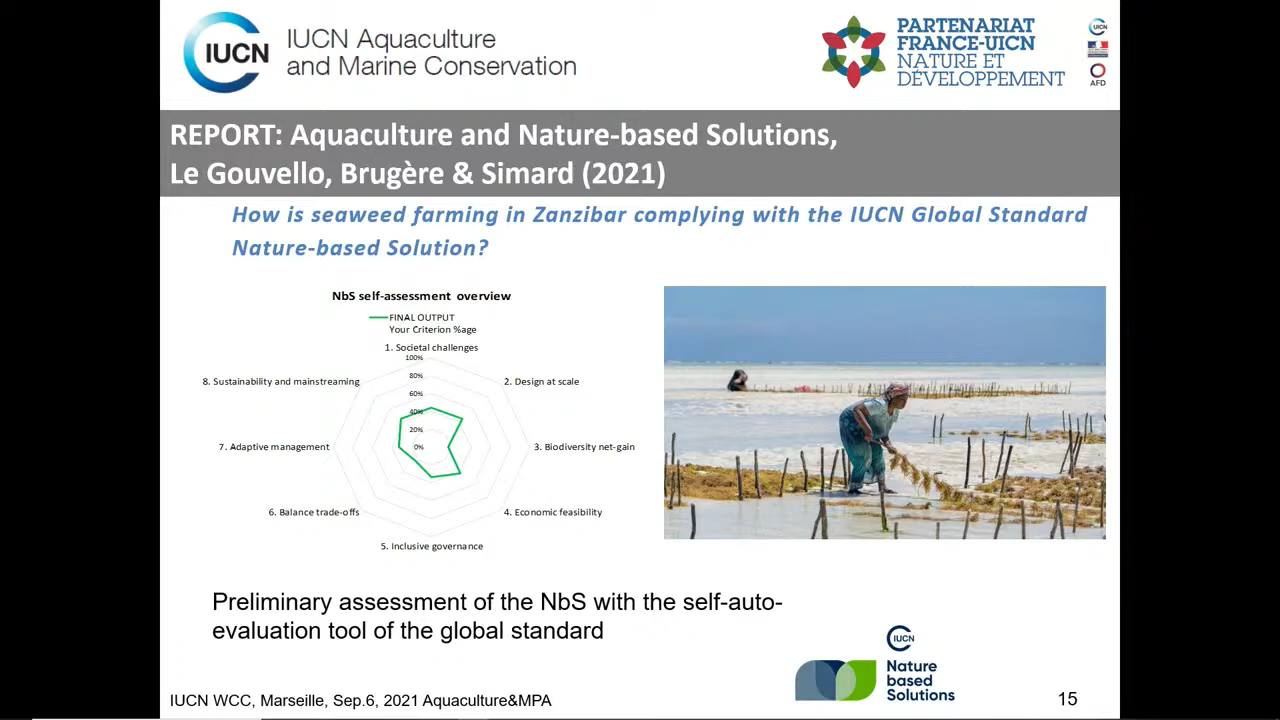 IUCN
IUCN Aquaculture
and Marine Conservation
PARTENARIAT
FRANCE-UICN
NATURE ET
DÉVELOPPEMENT
UICN
AFD
REPORT: Aquaculture and Nature-based Solutions,
Le Gouvello, Brugère & Simard (2021)
How is seaweed farming in Zanzibar complying with the IUCN Global Standard
Nature-based Solution?
NbS self-assessment overview
FINAL OUTPUT
Your Criterion %age
1. Societal challenges
100%
8. Sustainability and mainstreaming
80%
2. Design at scale
60%
40%
20%
7. Adaptive management
0%
3. Biodiversity net-gain
6. Balance trade-offs
4. Economic feasibility
5. Inclusive governance
Preliminary assessment of the NbS with the self-auto-
evaluation tool of the global standard
IUCN
Nature
based
Solutions
IUCN WCC, Marseille, Sep.6, 2021 Aquaculture&MPA
15